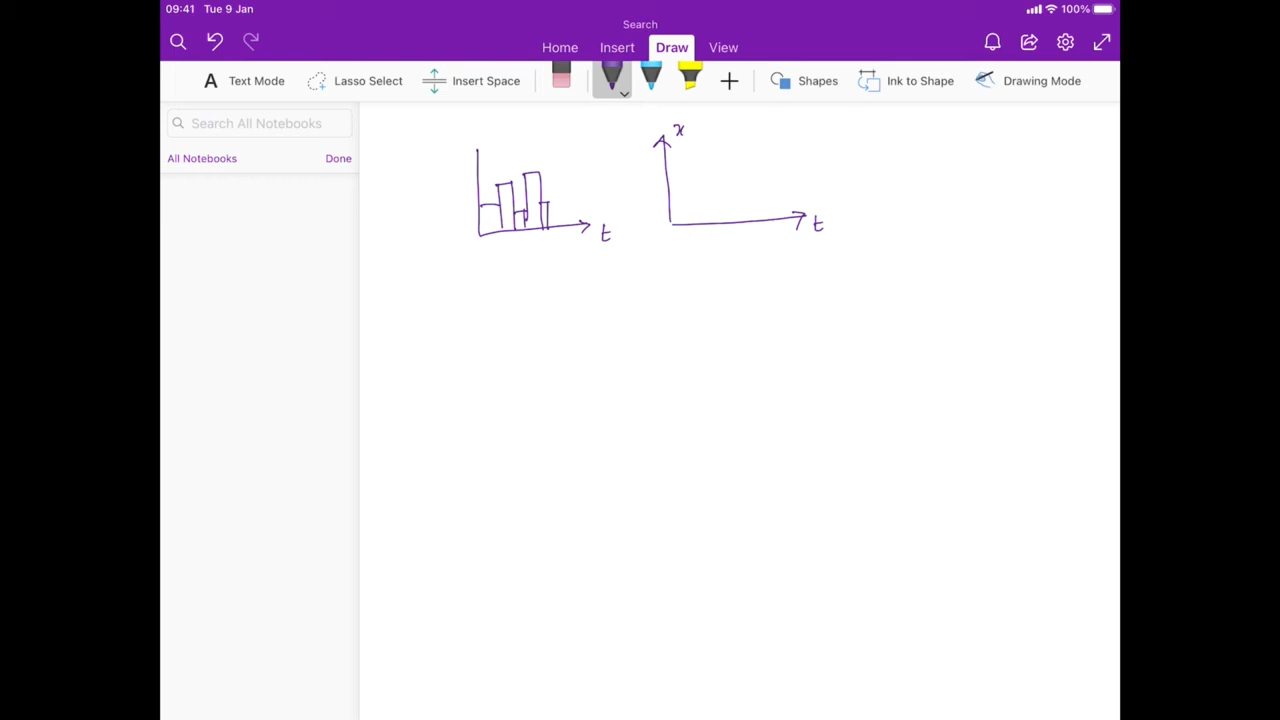 09:41 Tue 9 Jan 100%
Search
Home Insert Draw View
A Text Mode Lasso Select Insert Space Shapes Ink to Shape Drawing Mode
Search All Notebooks
All Notebooks Done
x
t t